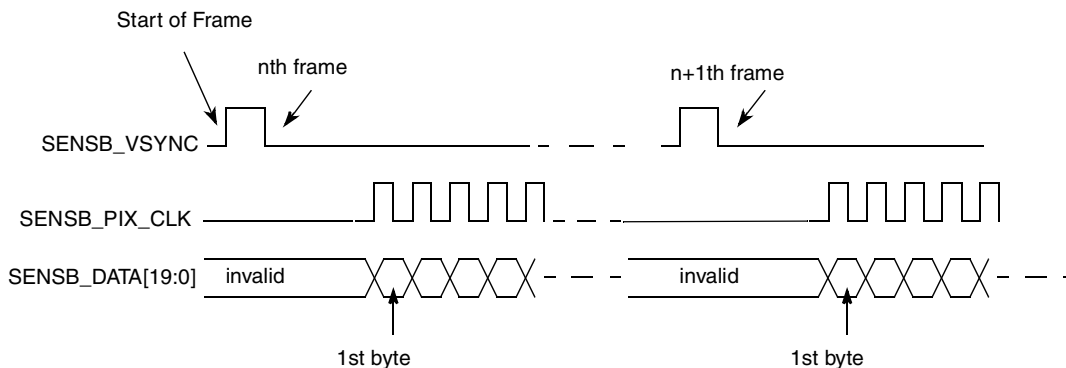 Start of Frame
nth frame
n+1th frame
SENSB_VSYNC
SENSB_PIX_CLK
SENSB_DATA[19:0]
invalid
invalid
1st byte
1st byte